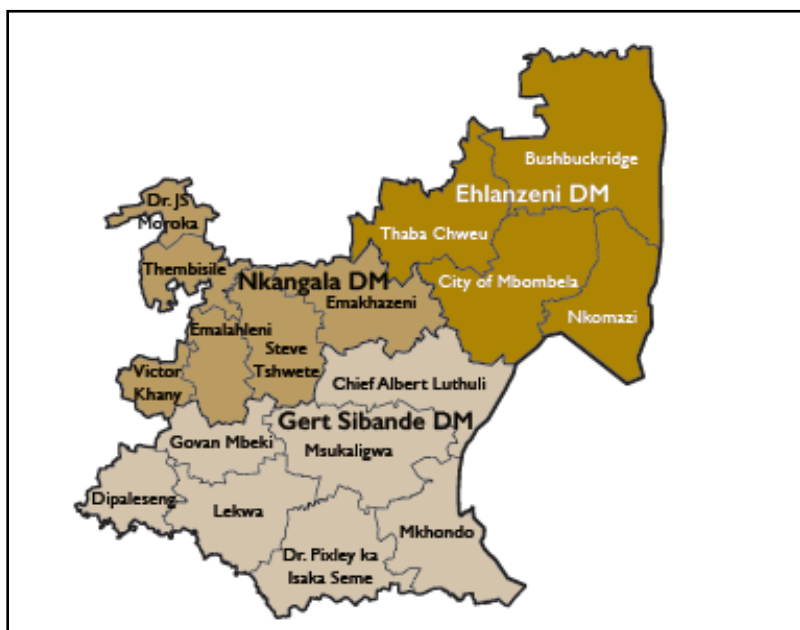 Bushbuckridge
Ehlanzeni DM
Dr. JS
Moroka
Thaba Chweu
Thembisile
Nkangala DM
City of Mbombela
Emakhazeni
Nkomazi
Emalahleni
Steve
Tshwete
Victor
Khany
Chief Albert Luthuli
Gert Sibande DM
Govan Mbeki
Msukaligwa
Dipaleseng
Lekwa
Mkhondo
Dr. Pixley ka
Isaka Seme